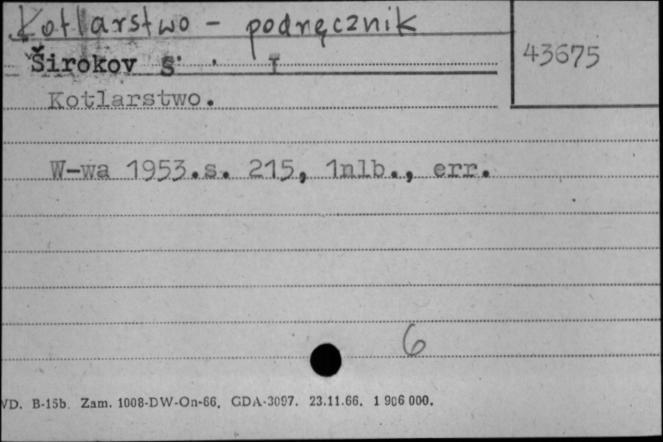 Kotlarstwo - podręcznik
43675
Širokov S. I
Kotlarstwo.
W-wa 1953.s. 215, 1nlb., err.
6
WD. B-15b. Zam. 1008-DW-On-66. GDA-3097. 23.11.66. 1 906 000.